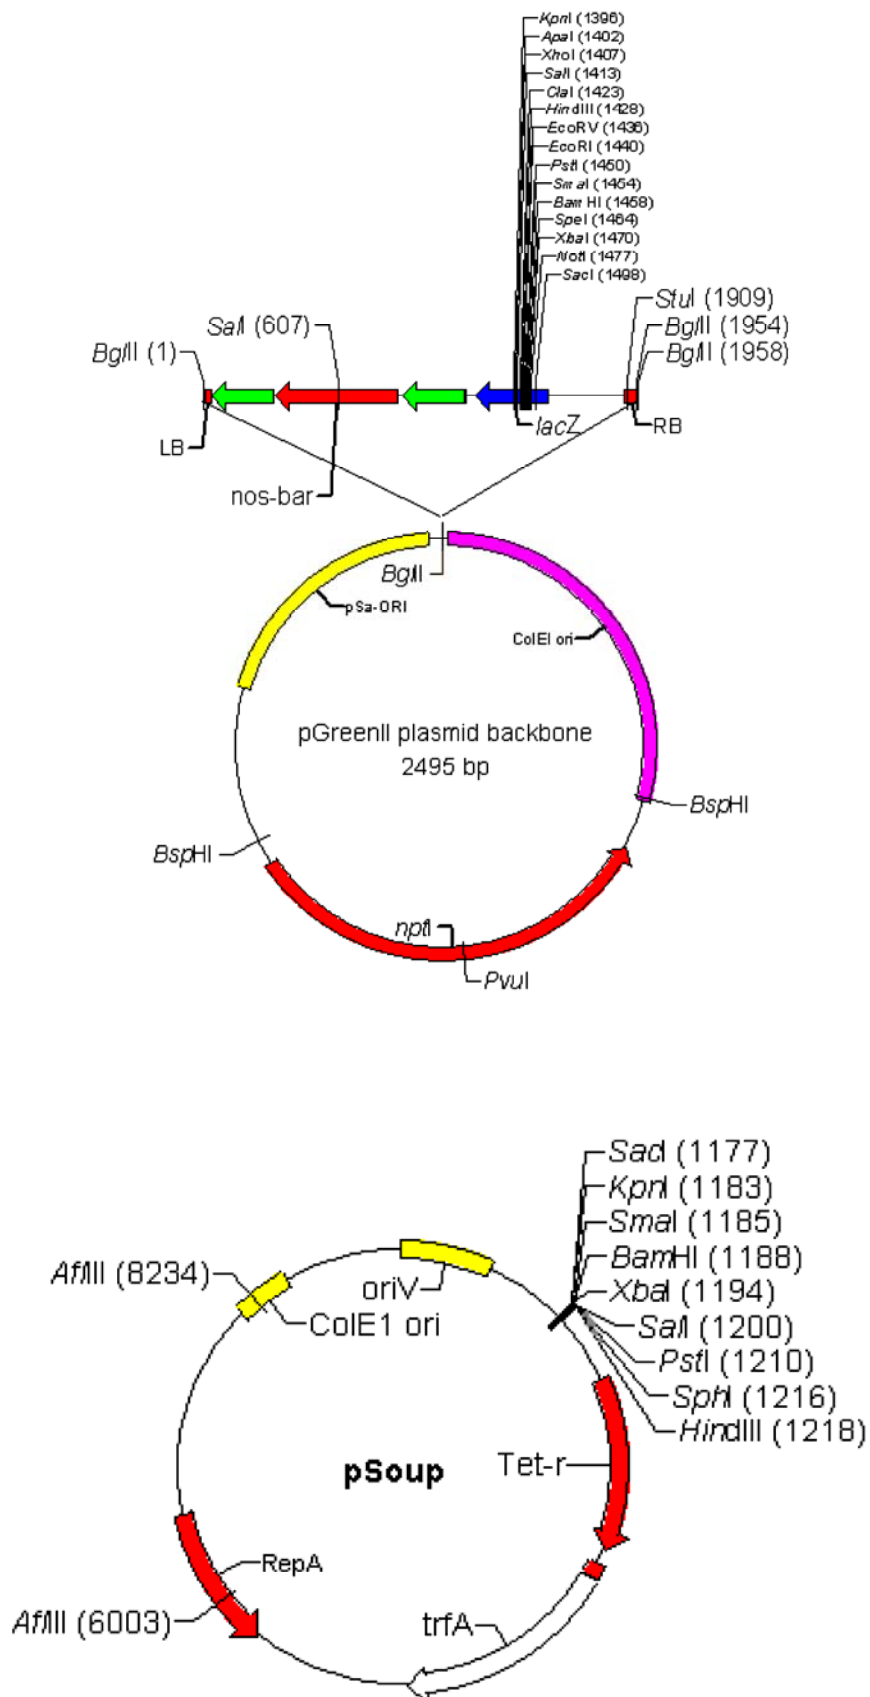 KpnI (1396)
ApaI (1402)
XhoI (1407)
SalI (1413)
ClaI (1423)
HindIII (1428)
EcoRV (1436)
EcoRI (1440)
PstI (1450)
SmaI (1454)
BamHI (1458)
SpeI (1464)
XbaI (1470)
NotI (1477)
SacI (1498)
StuI (1909)
SalI (607)
BglII (1954)
BglII (1)
BglII (1958)
lacZ
RB
LB
nos-bar
BglII
pSa-ORI
ColEI ori
pGreenII plasmid backbone
2495 bp
BspHI
BspHI
nptI
PvuI
SacI (1177)
KpnI (1183)
SmaI (1185)
BamHI (1188)
XbaI (1194)
SalI (1200)
PstI (1210)
SphI (1216)
HindIII (1218)
AflIII (8234)
oriV
ColE1 ori
Tet-r
pSoup
RepA
AflIII (6003)
trfA